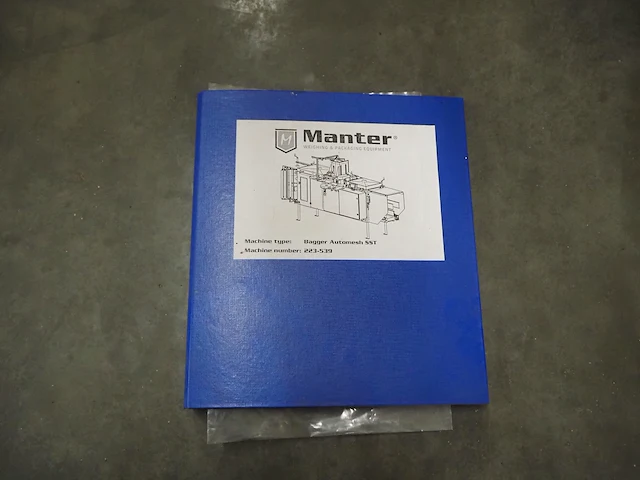 M
Manter®
WEIGHING & PACKAGING EQUIPMENT
Machine type: Bagger Automesh SST
Machine number: 223-539